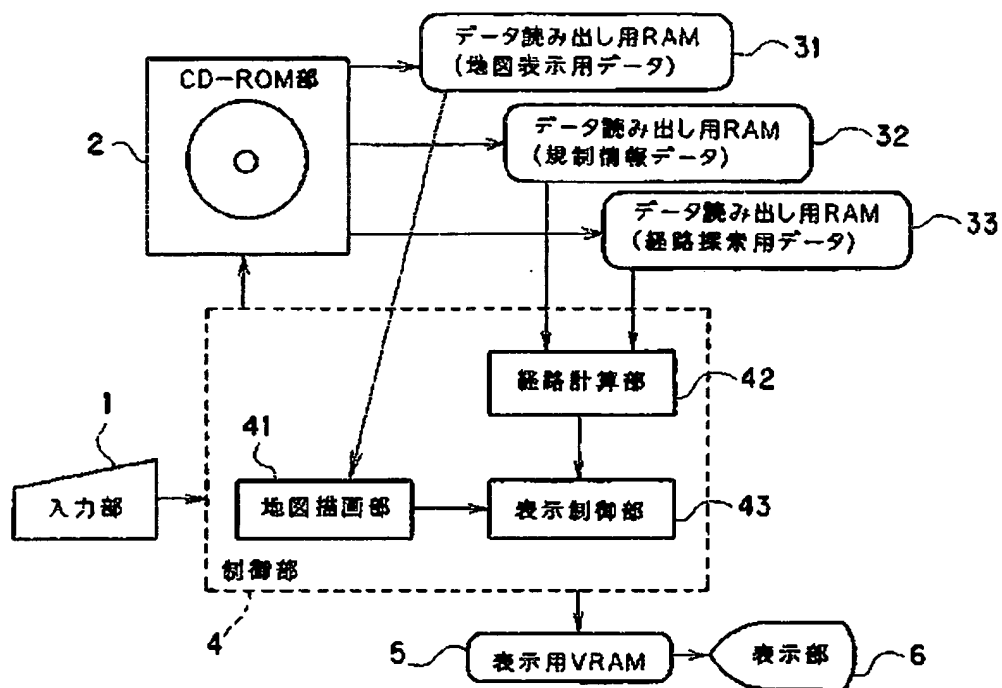 データ読み出し用RAM
(地図表示用データ)
31
CD-ROM部
2
データ読み出し用RAM
(規制情報データ)
32
データ読み出し用RAM
(経路探索用データ)
33
経路計算部
42
1
入力部
41
地図描画部
表示制御部
43
制御部
4
5
表示用VRAM
表示部
6